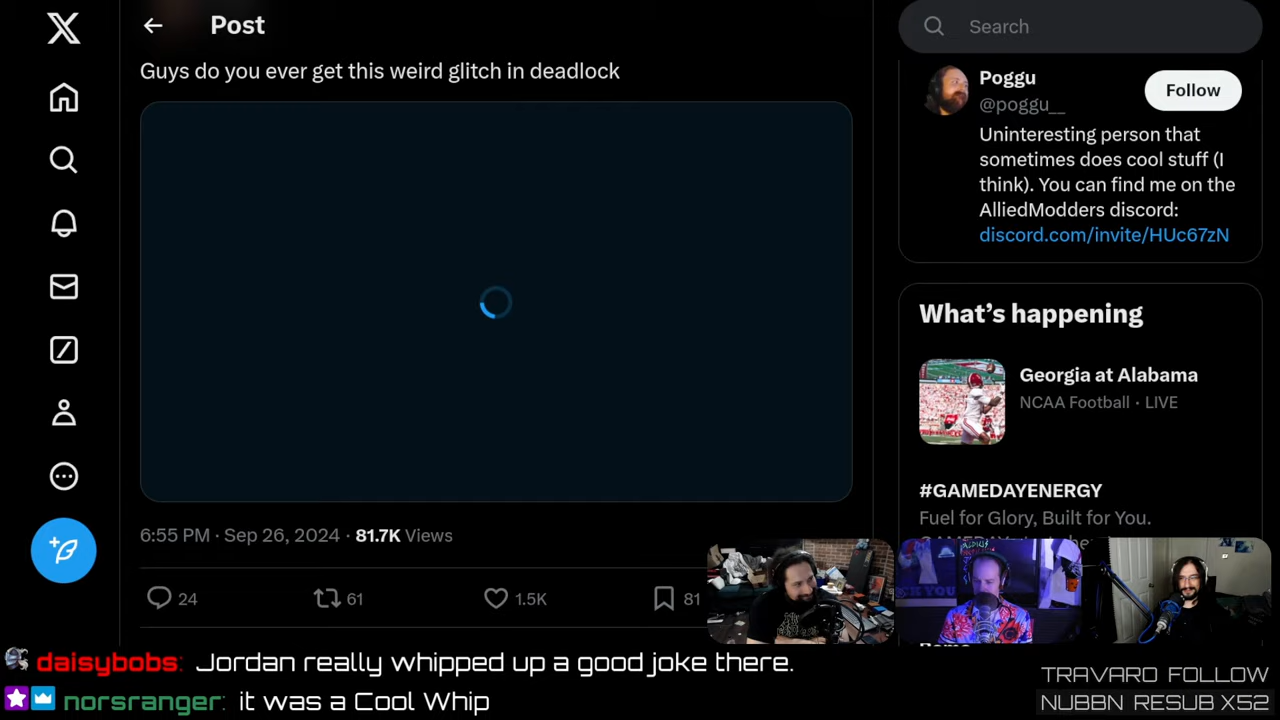 Post
Search
Guys do you ever get this weird glitch in deadlock
Poggu
@poggu__
Follow
Uninteresting person that
sometimes does cool stuff (I
think). You can find me on the
AlliedModders discord:
discord.com/invite/HUc67zN
What's happening
Georgia at Alabama
NCAA Football · LIVE
#GAMEDAYENERGY
Fuel for Glory, Built for You.
6:55 PM · Sep 26, 2024 · 81.7K Views
24
61
1.5K
81
daisybobs: Jordan really whipped up a good joke there.
norsranger: it was a Cool Whip
TRAVARO FOLLOW
NUBBN RESUB X52